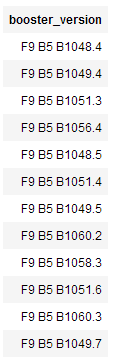 booster_version
F9 B5 B1048.4
F9 B5 B1049.4
F9 B5 B1051.3
F9 B5 B1056.4
F9 B5 B1048.5
F9 B5 B1051.4
F9 B5 B1049.5
F9 B5 B1060.2
F9 B5 B1058.3
F9 B5 B1051.6
F9 B5 B1060.3
F9 B5 B1049.7